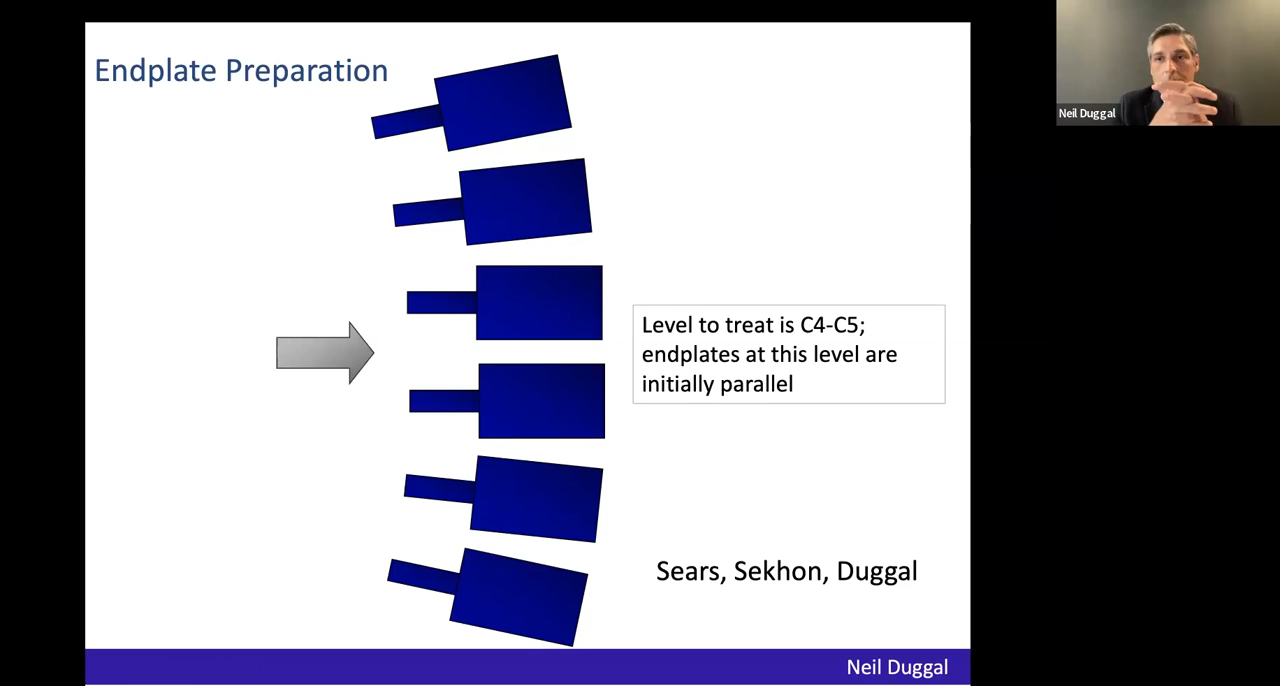 Endplate Preparation
Neil Duggal
Level to treat is C4-C5;
endplates at this level are
initially parallel
Sears, Sekhon, Duggal
Neil Duggal